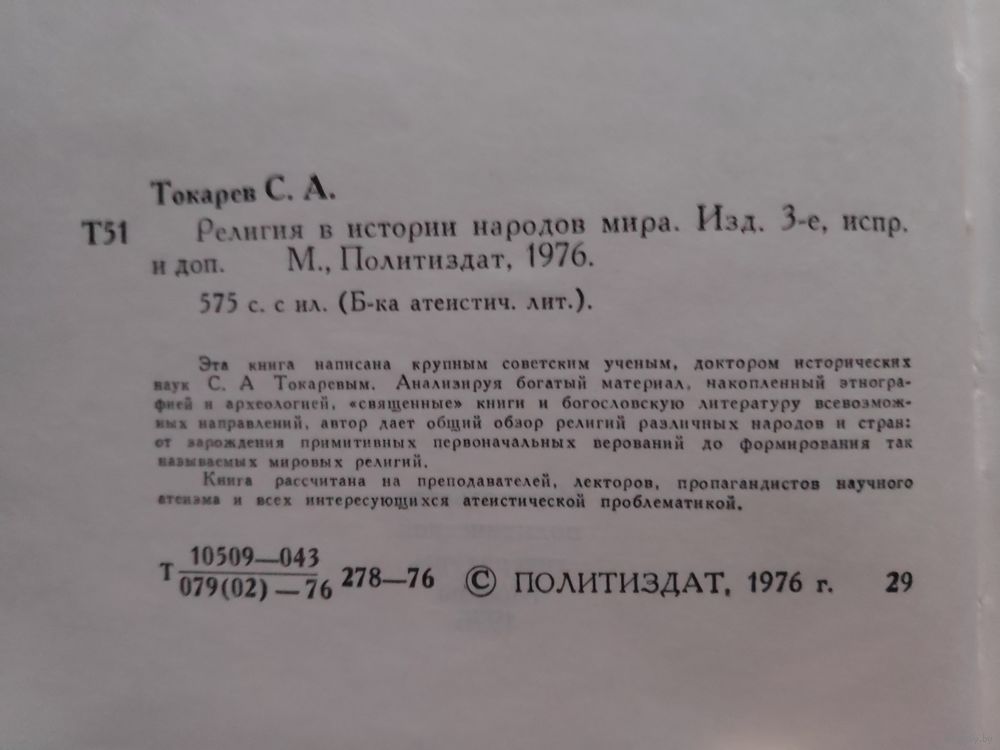 Токарев С. А.
Т51 Религия в истории народов мира. Изд. 3-е, испр.
и доп. М., Политиздат, 1976.
575 с. с ил. (Б-ка атеистич. лит.).
Эта книга написана крупным советским ученым, доктором исторических
наук С. А Токаревым. Анализируя богатый материал, накопленный этногра-
фией и археологией, «священные» книги и богословскую литературу всевозмож-
ных направлений, автор дает общий обзор религий различных народов и стран:
от зарождения примитивных первоначальных верований до формирования так
называемых мировых религий.
Книга рассчитана на преподавателей, лекторов, пропагандистов научного
атеизма и всех интересующихся атеистической проблематикой.
Т 10509—043
079(02)—76 278—76 © ПОЛИТИЗДАТ, 1976 г. 29